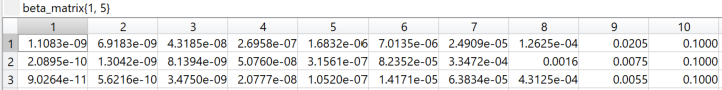 beta_matrix{1, 5}
1 2 3 4 5 6 7 8 9 10
1 1.1083e-09 6.9183e-09 4.3185e-08 2.6958e-07 1.6832e-06 7.0135e-06 2.4909e-05 1.2625e-04 0.0205 0.1000
2 2.0895e-10 1.3042e-09 8.1394e-09 5.0760e-08 3.1561e-07 8.2352e-05 3.3472e-04 0.0016 0.0075 0.1000
3 9.0264e-11 5.6216e-10 3.4750e-09 2.0777e-08 1.0520e-07 1.4171e-05 6.3834e-05 4.3125e-04 0.0055 0.1000